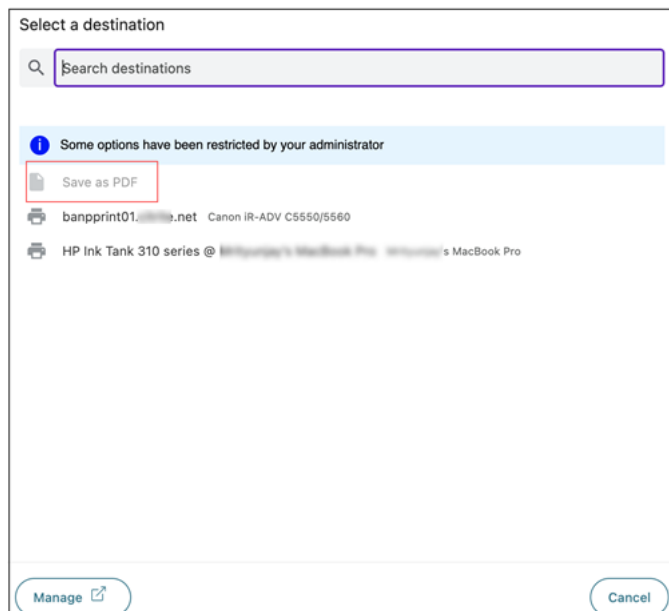 Select a destination
Search destinations
Some options have been restricted by your administrator
Save as PDF
banpprint01. .net Canon iR-ADV C5550/5560
HP Ink Tank 310 series @ 's MacBook Pro
Manage
Cancel